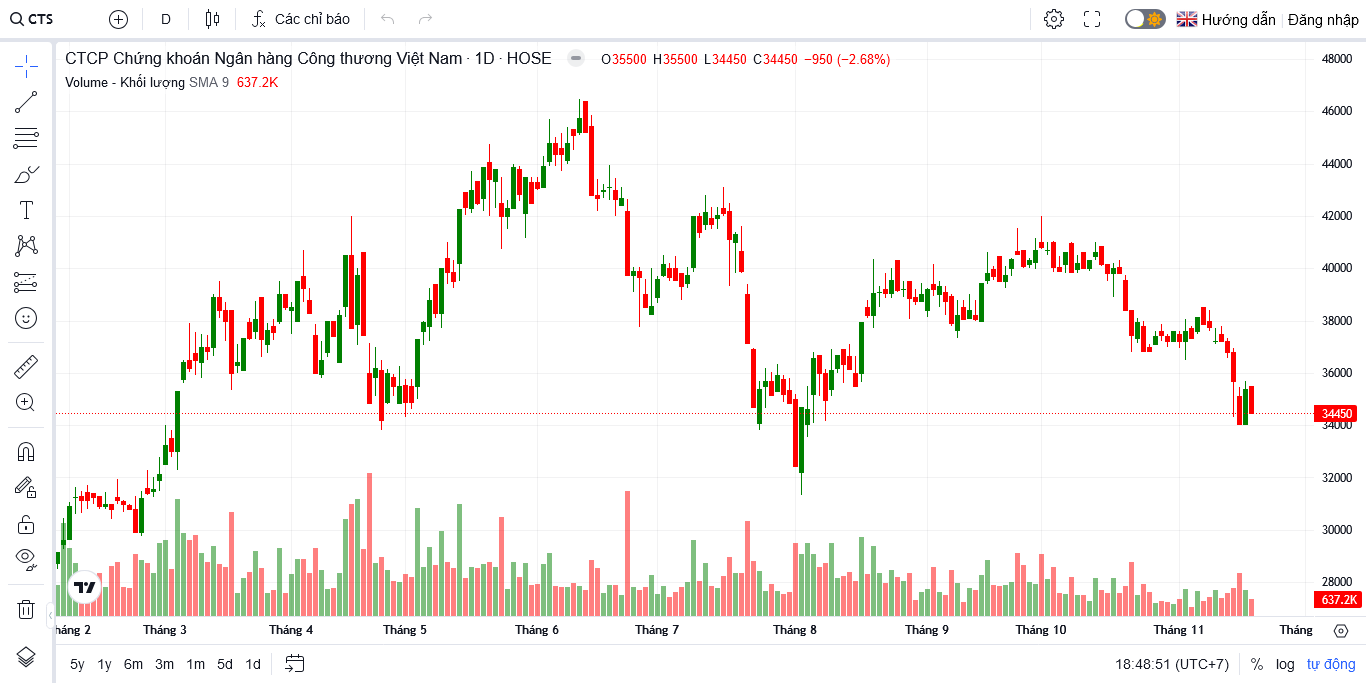 CTS D Các chỉ báo Hướng dẫn Đăng nhập
CTCP Chứng khoán Ngân hàng Công thương Việt Nam · 1D · HOSE O35500 H35500 L34450 C34450 −950 (−2.68%)
Volume - Khối lượng SMA 9 637.2K
48000
46000
44000
42000
40000
38000
36000
34450
34000
32000
30000
28000
637.2K
háng 2 Tháng 3 Tháng 4 Tháng 5 Tháng 6 Tháng 7 Tháng 8 Tháng 9 Tháng 10 Tháng 11 Tháng
5y 1y 6m 3m 1m 5d 1d 18:48:51 (UTC+7) % log tự động